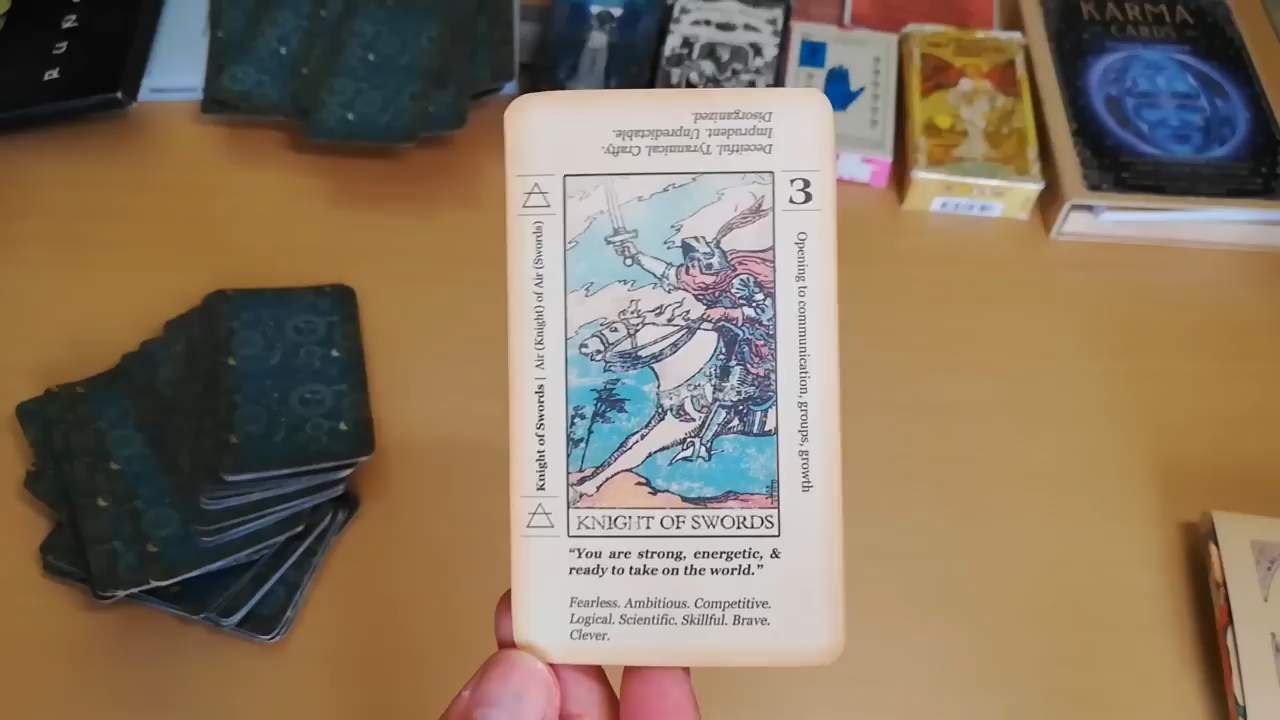 KARMA
CARDS
Deceitful. Tyrannical. Crafty.
Imprudent. Unpredictable.
Disorganized.
3
Knight of Swords | Air (Knight) of Air (Swords)
Opening to communication, groups, growth
KNIGHT OF SWORDS
“You are strong, energetic, &
ready to take on the world.”
Fearless. Ambitious. Competitive.
Logical. Scientific. Skillful. Brave.
Clever.